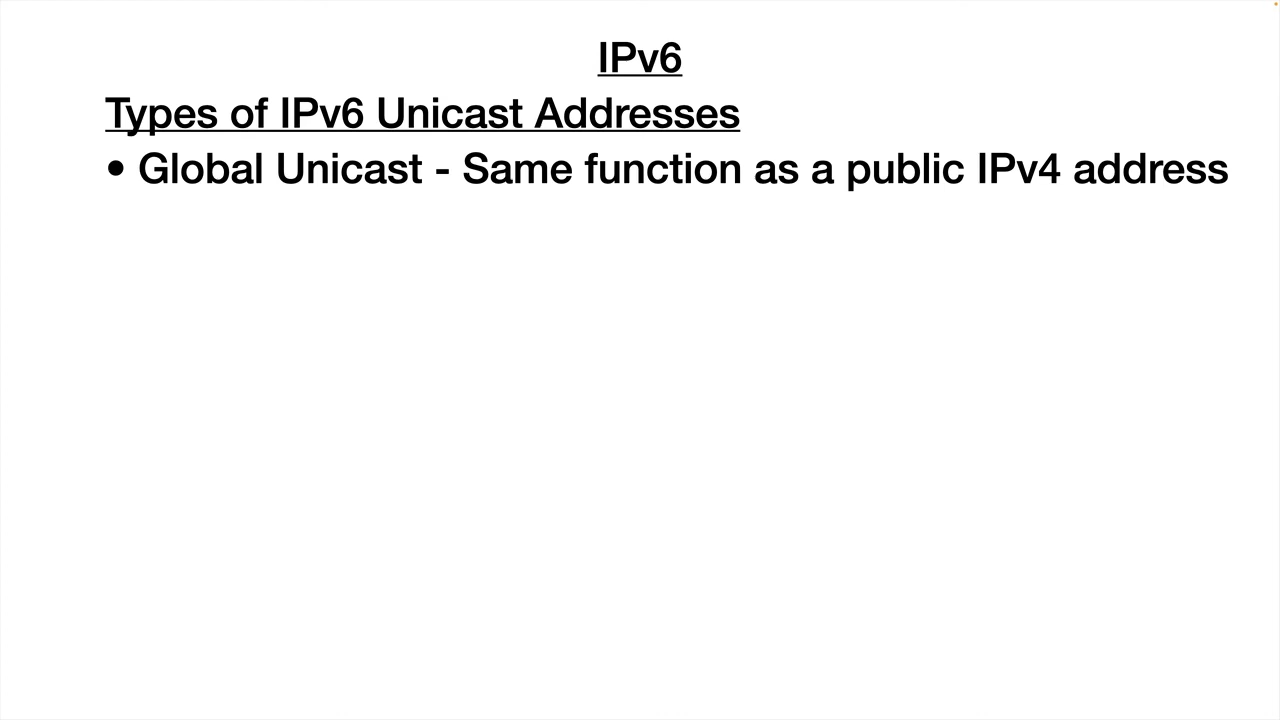 IPv6
Types of IPv6 Unicast Addresses
• Global Unicast - Same function as a public IPv4 address